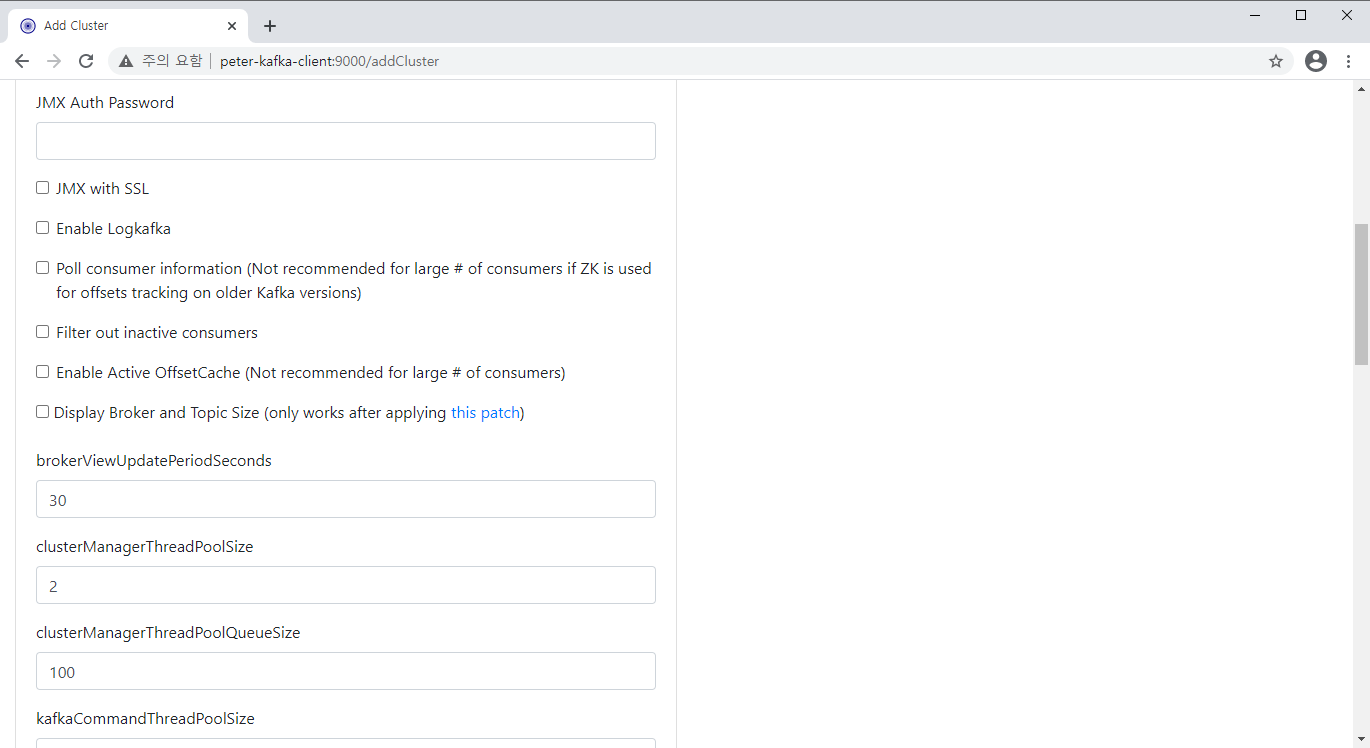 Add Cluster
주의 요함 | peter-kafka-client:9000/addCluster
JMX Auth Password
JMX with SSL
Enable Logkafka
Poll consumer information (Not recommended for large # of consumers if ZK is used
for offsets tracking on older Kafka versions)
Filter out inactive consumers
Enable Active OffsetCache (Not recommended for large # of consumers)
Display Broker and Topic Size (only works after applying this patch)
brokerViewUpdatePeriodSeconds
30
clusterManagerThreadPoolSize
2
clusterManagerThreadPoolQueueSize
100
kafkaCommandThreadPoolSize